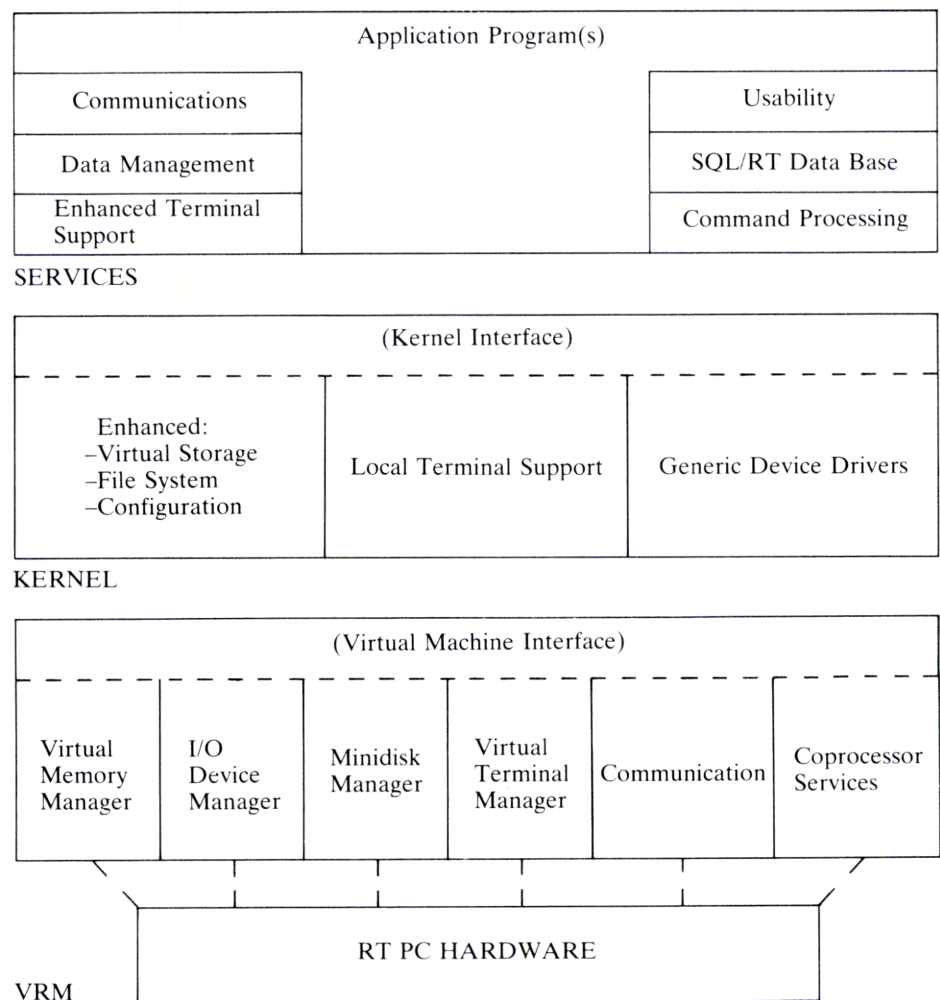 Application Program(s)
Communications
Usability
Data Management
SQL/RT Data Base
Enhanced Terminal
Support
Command Processing
SERVICES
(Kernel Interface)
Enhanced:
–Virtual Storage
–File System
–Configuration
Local Terminal Support
Generic Device Drivers
KERNEL
(Virtual Machine Interface)
Virtual
Memory
Manager
I/O
Device
Manager
Minidisk
Manager
Virtual
Terminal
Manager
Communication
Coprocessor
Services
RT PC HARDWARE
VRM